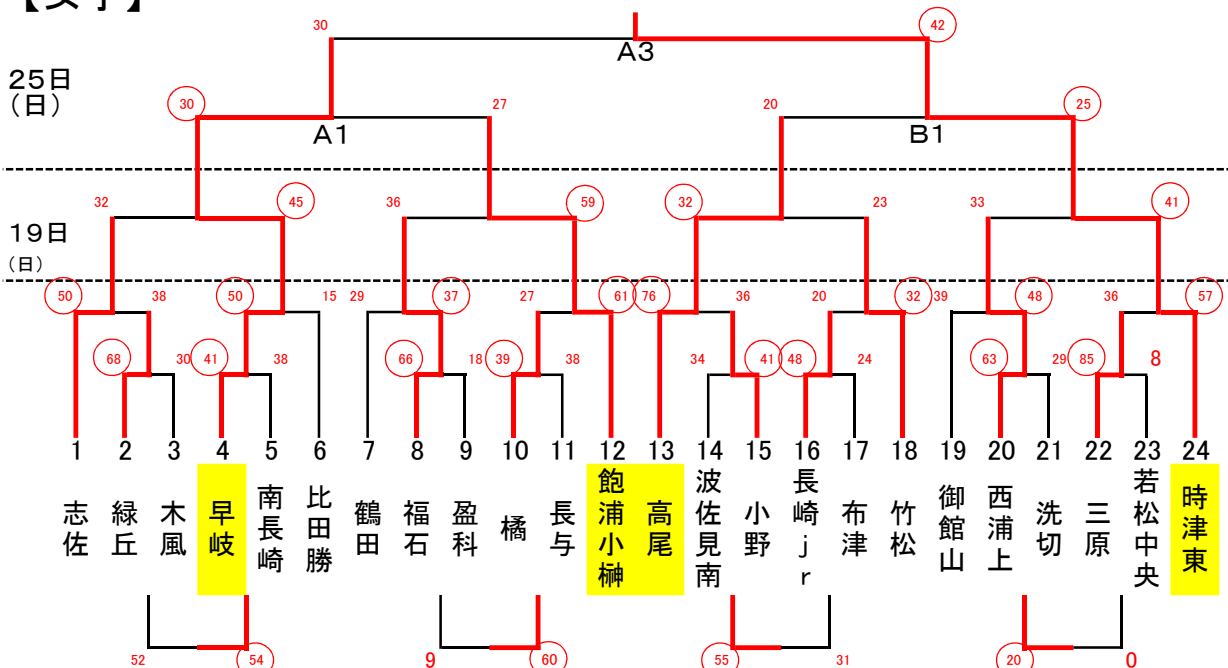 【女子】
30 42
A3
25日
（日）
30 27 20 25
A1 B1
32 45 36 59 32 23 33 41
19日
（日）
50 38 50 15 29 37 27 61 76 36 20 32 39 48 36 57
68 30 41 38 66 18 39 38 34 41 48 24 63 29 85 8
1 2 3 4 5 6 7 8 9 10 11 12 13 14 15 16 17 18 19 20 21 22 23 24
志佐
緑丘
木風
早岐
南長崎
比田勝
鶴田
福石
盈科
橘
長与
飽浦小榊
高尾
波佐見南
小野
長崎jr
布津
竹松
御館山
西浦上
洗切
三原
若松中央
時津東
52 54 9 60 55 31 20 0